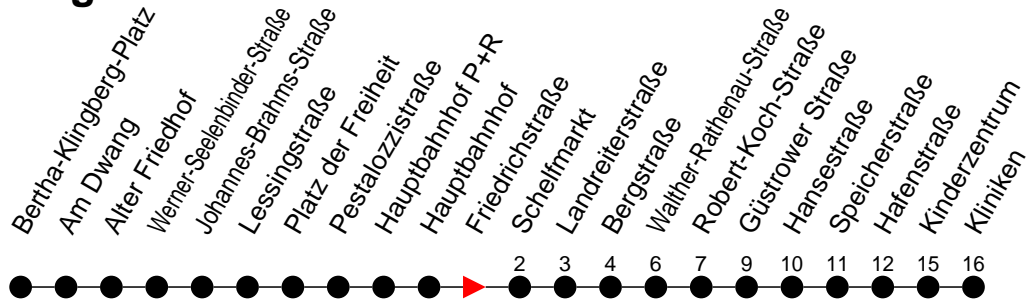 Bertha-Klingberg-Platz
Am Dwang
Alter Friedhof
Werner-Seelenbinder-Straße
Johannes-Brahms-Straße
Lessingstraße
Platz der Freiheit
Pestalozzistraße
Hauptbahnhof P+R
Hauptbahnhof
Friedrichstraße
Schelfmarkt
Landreiterstraße
Bergstraße
Walther-Rathenau-Straße
Robert-Koch-Straße
Güstrower Straße
Hansestraße
Speicherstraße
Hafenstraße
Kinderzentrum
Kliniken
2 3 4 6 7 9 10 11 12 15 16